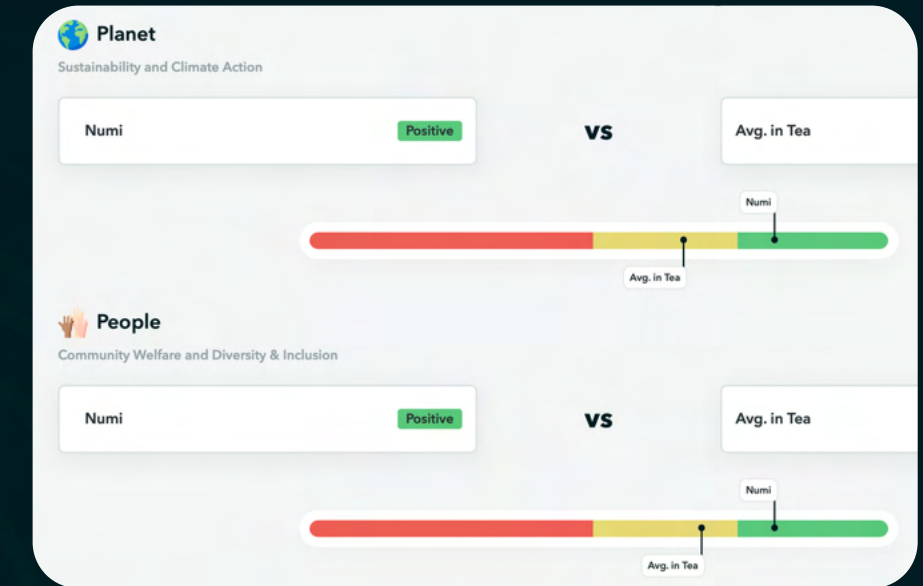 Planet
Sustainability and Climate Action
Numi Positive vs Avg. in Tea
Numi
Avg. in Tea
People
Community Welfare and Diversity & Inclusion
Numi Positive vs Avg. in Tea
Numi
Avg. in Tea